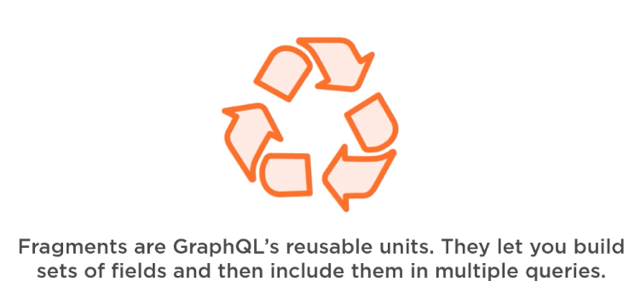 Fragments are GraphQL's reusable units. They let you build
sets of fields and then include them in multiple queries.